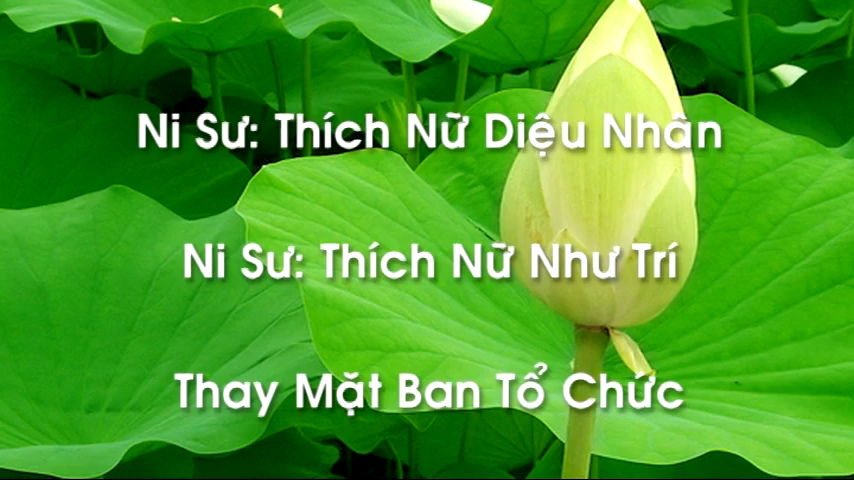 Ni Sư: Thích Nữ Diệu Nhân
Ni Sư: Thích Nữ Như Trí
Thay Mặt Ban Tổ Chức